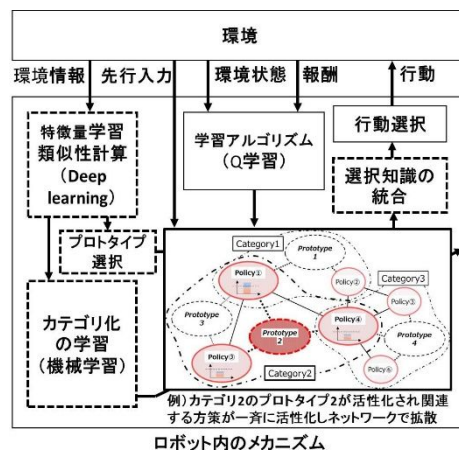 環境
環境情報 先行入力 環境状態 報酬 行動
特徴量学習
類似性計算
(Deep
learning)
学習アルゴリズム
(Q学習)
行動選択
選択知識の
統合
プロトタイプ
選択
カテゴリ化
の学習
(機械学習)
Category1
Prototype
1
Policy①
Policy②
Category3
Policy⑤
Prototype
3
Prototype
2
Policy④
Prototype
4
Policy③
Category2
Policy⑥
例)カテゴリ2のプロトタイプ2が活性化され関連
する方策が一斉に活性化しネットワークで拡散
ロボット内のメカニズム